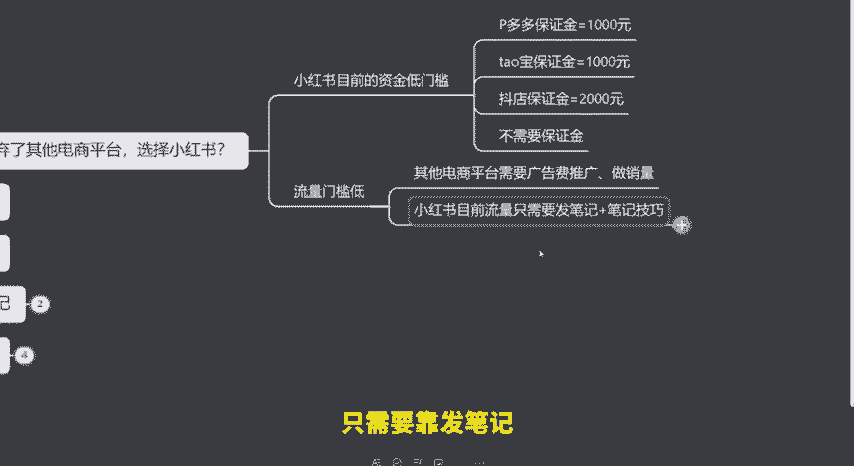 P多多保证金=1000元
tao宝保证金=1000元
小红书目前的资金低门槛
抖店保证金=2000元
不需要保证金
弃了其他电商平台，选择小红书？
其他电商平台需要广告费推广、做销量
流量门槛低
小红书目前流量只需要发笔记+笔记技巧
记
2
4
只需要靠发笔记